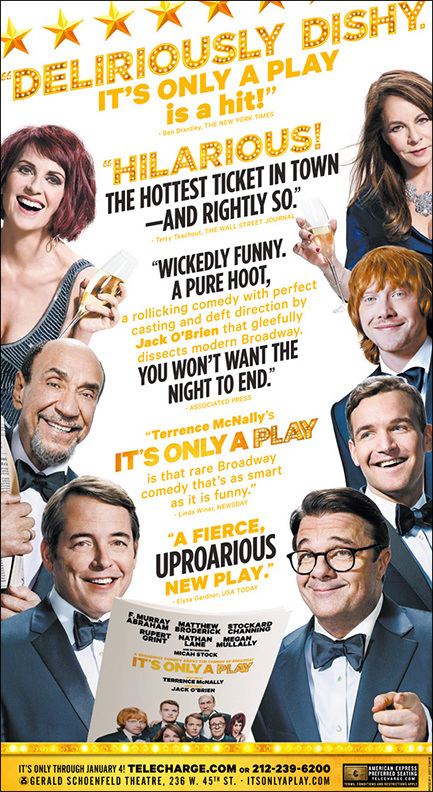 “DELIRIOUSLY DISHY.
IT’S ONLY A PLAY
is a hit!”
- Ben Brantley, THE NEW YORK TIMES
“HILARIOUS!
THE HOTTEST TICKET IN TOWN
—AND RIGHTLY SO.”
- Terry Teachout, THE WALL STREET JOURNAL
“WICKEDLY FUNNY.
A PURE HOOT,
a rollicking comedy with perfect
casting and deft direction by
Jack O’Brien that gleefully
dissects modern Broadway.
YOU WON’T WANT THE
NIGHT TO END.”
- ASSOCIATED PRESS
“Terrence McNally’s
IT’S ONLY A PLAY
is that rare Broadway
comedy that’s as smart
as it is funny.”
- Linda Winer, NEWSDAY
“A FIERCE,
UPROARIOUS
NEW PLAY.”
- Elysa Gardner, USA TODAY
F. MURRAY ABRAHAM MATTHEW BRODERICK STOCKARD CHANNING
RUPERT GRINT NATHAN LANE MEGAN MULLALLY
MICAH STOCK
IT’S ONLY A PLAY
TERRENCE McNALLY
JACK O’BRIEN
IT’S ONLY THROUGH JANUARY 4! TELECHARGE.COM OR 212-239-6200
GERALD SCHOENFELD THEATRE, 236 W. 45TH ST. • ITSONLYAPLAY.COM
AMERICAN EXPRESS
PREFERRED SEATING
TELECHARGE.COM
TERMS, CONDITIONS AND RESTRICTIONS APPLY